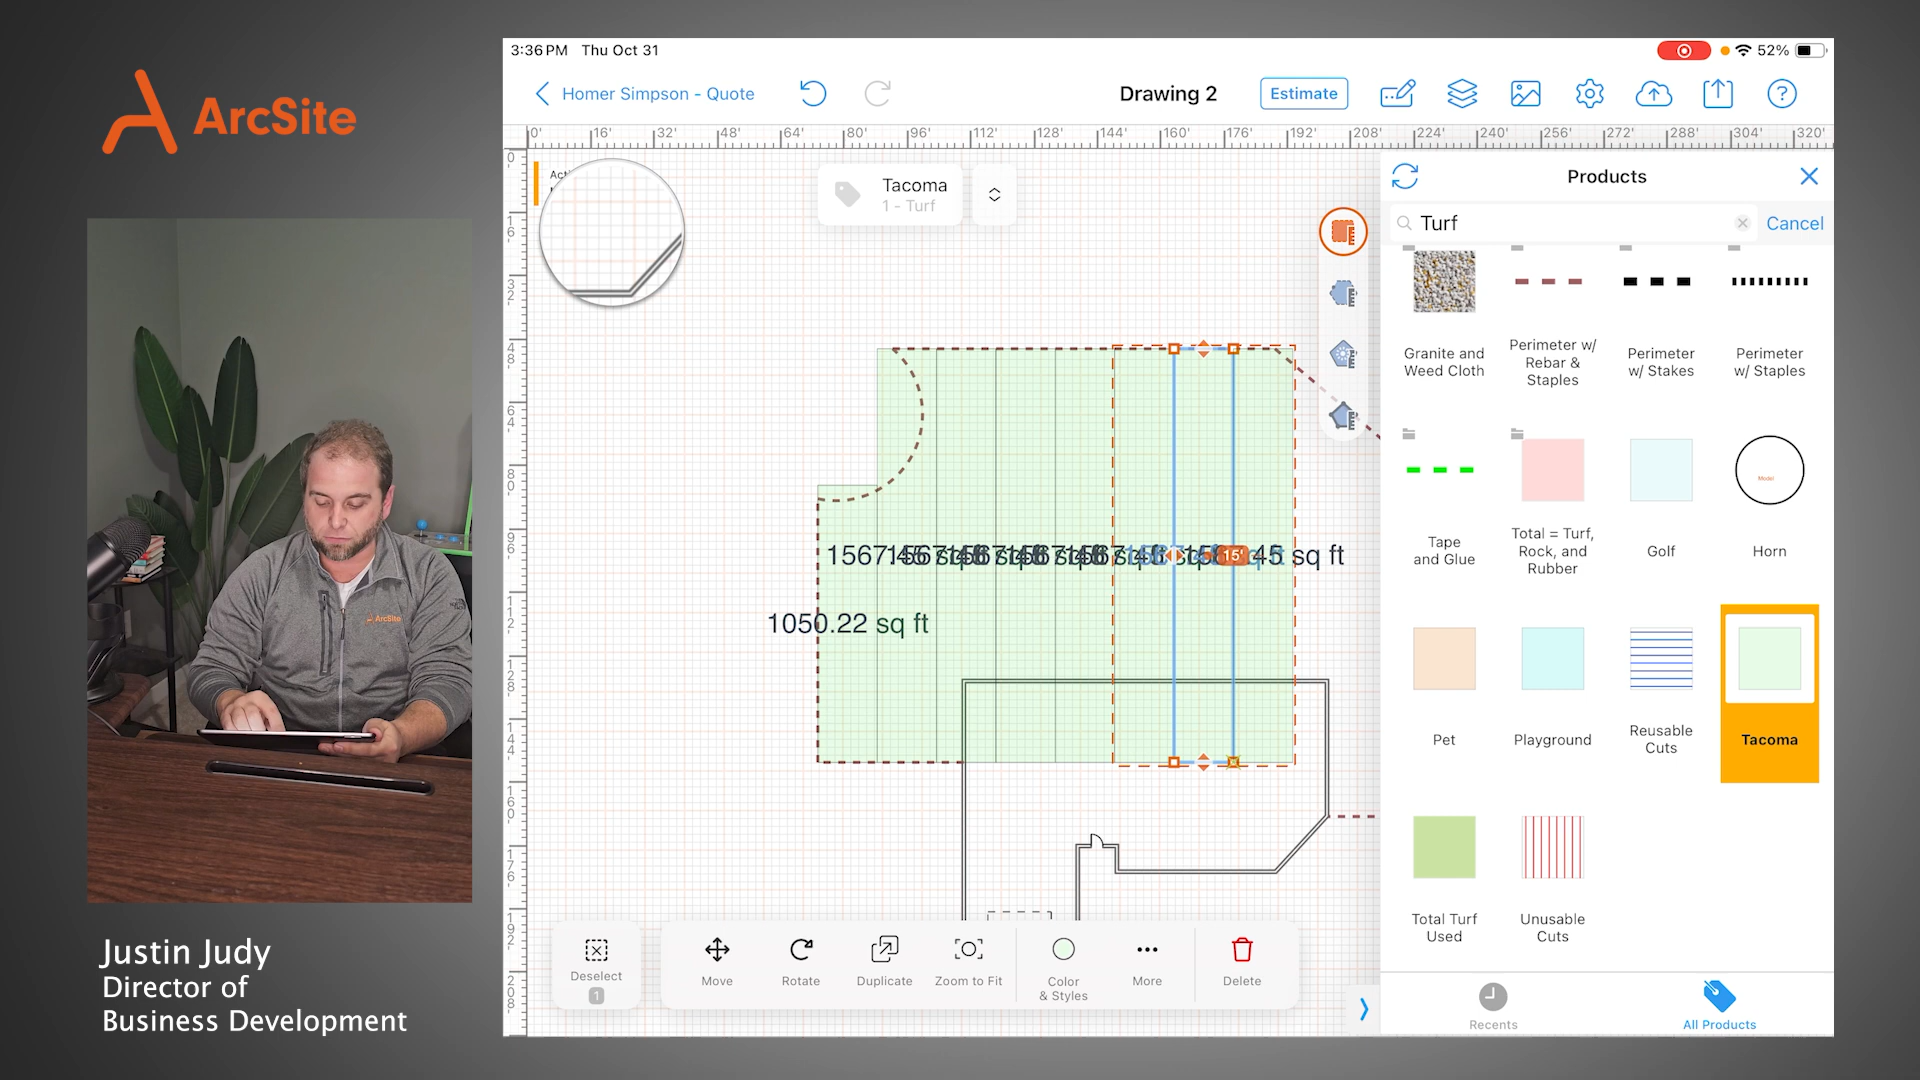 ArcSite
ArcSite
Justin Judy
Director of
Business Development
3:36 PM Thu Oct 31
52%
Homer Simpson - Quote
Drawing 2
Estimate
0' 16' 32' 48' 64' 80' 96' 112' 128' 144' 160' 176' 192' 208' 224' 240' 256' 272' 288' 304' 320'
Tacoma
1 - Turf
15'
sq ft
1050.22 sq ft
Deselect
1
Move
Rotate
Duplicate
Zoom to Fit
Color
& Styles
More
Delete
Products
Turf
Cancel
Granite and
Weed Cloth
Perimeter w/
Rebar &
Staples
Perimeter
w/ Stakes
Perimeter
w/ Staples
Tape
and Glue
Total = Turf,
Rock, and
Rubber
Golf
Model
Horn
Pet
Playground
Reusable
Cuts
Tacoma
Total Turf
Used
Unusable
Cuts
Recents
All Products